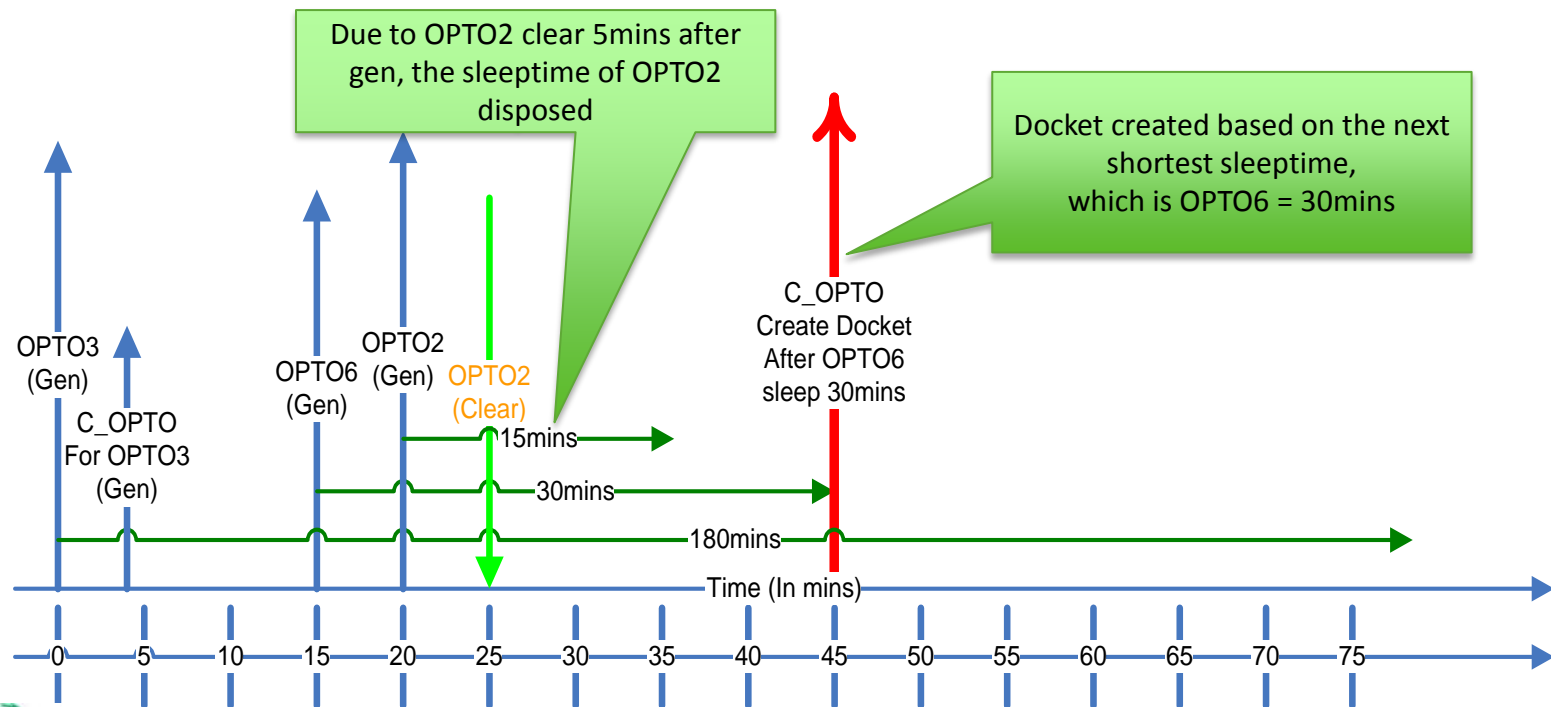 Due to OPTO2 clear 5mins after
gen, the sleeptime of OPTO2
disposed
Docket created based on the next
shortest sleeptime,
which is OPTO6 = 30mins
OPTO3
(Gen)
C_OPTO
For OPTO3
(Gen)
OPTO6
(Gen)
OPTO2
(Gen)
OPTO2
(Clear)
C_OPTO
Create Docket
After OPTO6
sleep 30mins
15mins
30mins
180mins
Time (In mins)
0 5 10 15 20 25 30 35 40 45 50 55 60 65 70 75